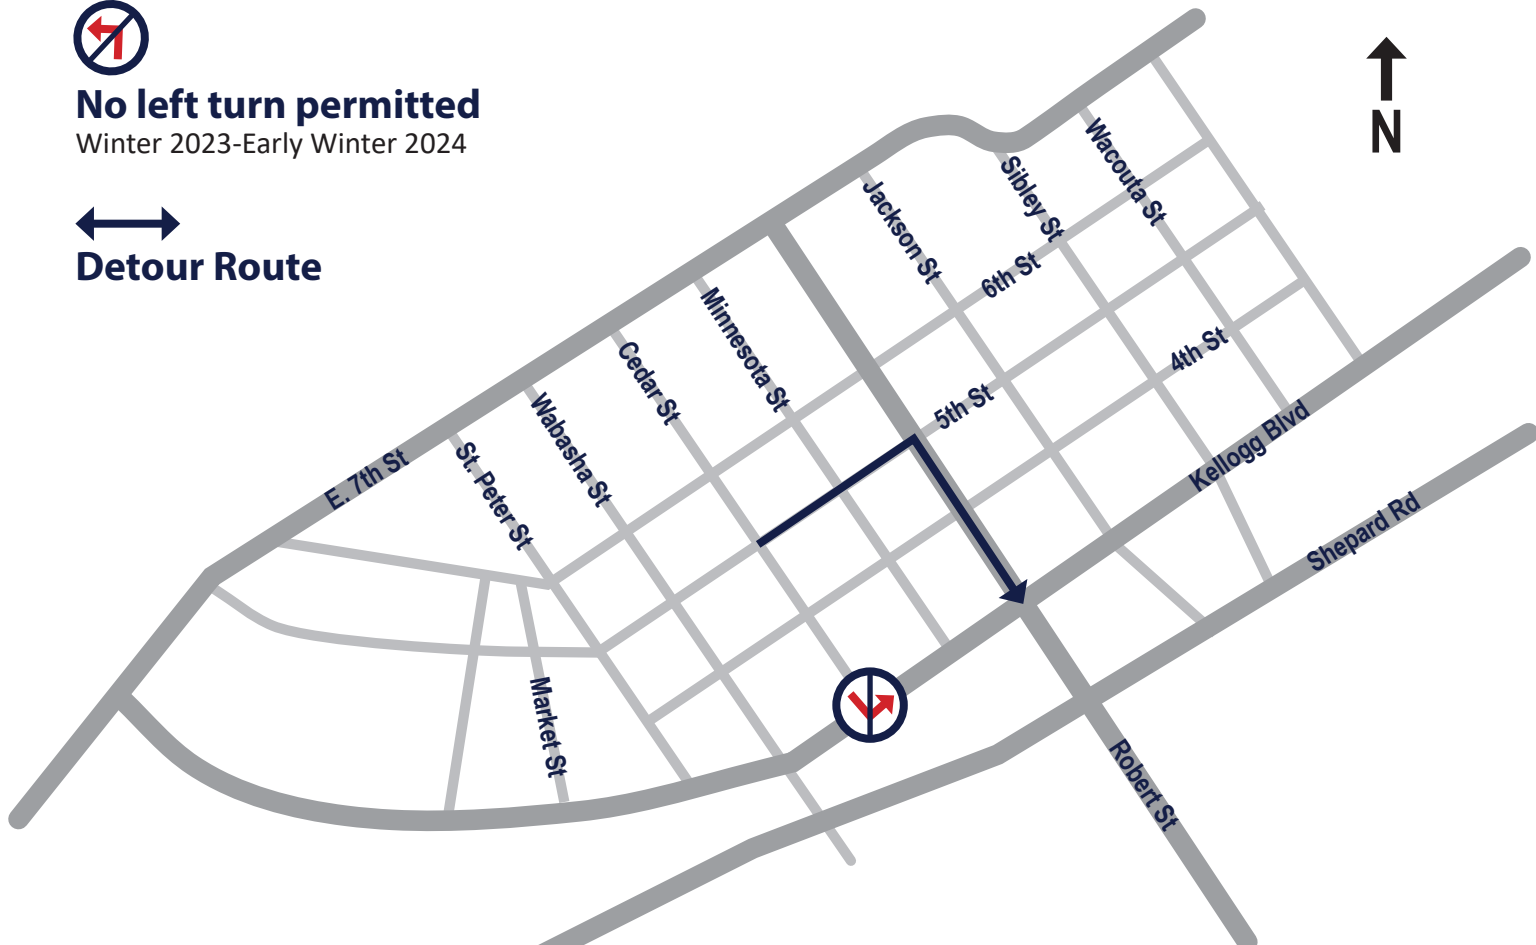 No left turn permitted
Winter 2023-Early Winter 2024
Detour Route
N
Wacouta St
Sibley St
Jackson St
6th St
Minnesota St
Cedar St
4th St
Wabasha St
5th St
Kellogg Blvd
St. Peter St
E. 7th St
Shepard Rd
Market St
Robert St